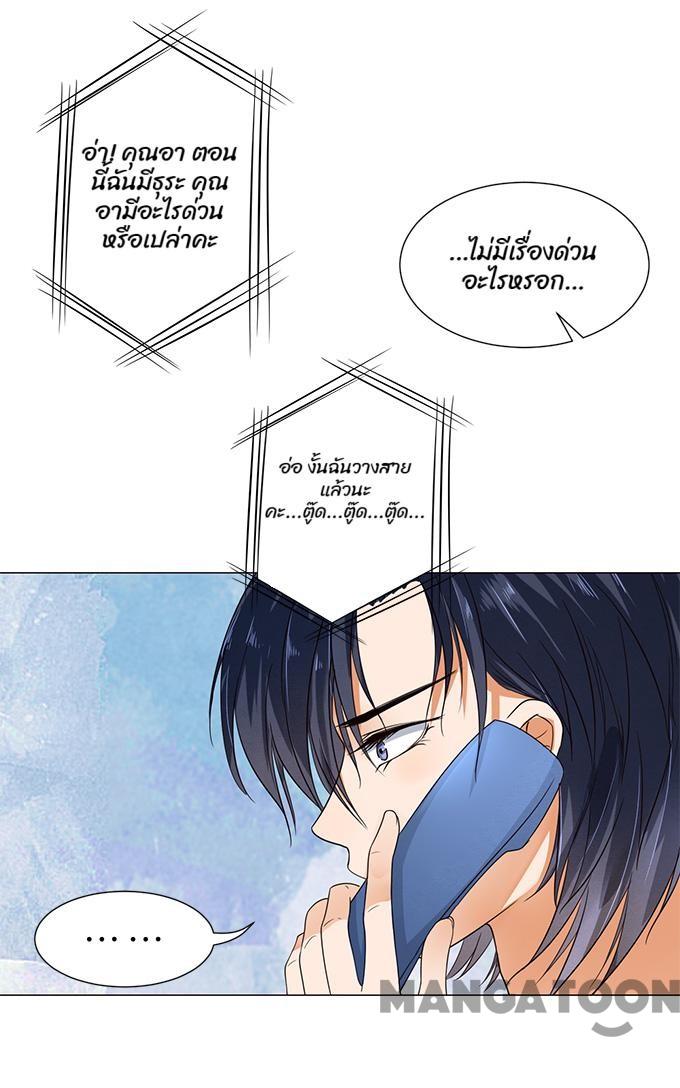 อ่า! คุณอา ตอน
นี้ฉันมีธุระ คุณ
อามีอะไรด่วน
หรือเปล่าคะ
...ไม่มีเรื่องด่วน
อะไรหรอก...
อ่อ งั้นฉันวางสาย
แล้วนะ
คะ...ตู๊ด...ตู๊ด...ตู๊ด...
... ...
MANGATOON